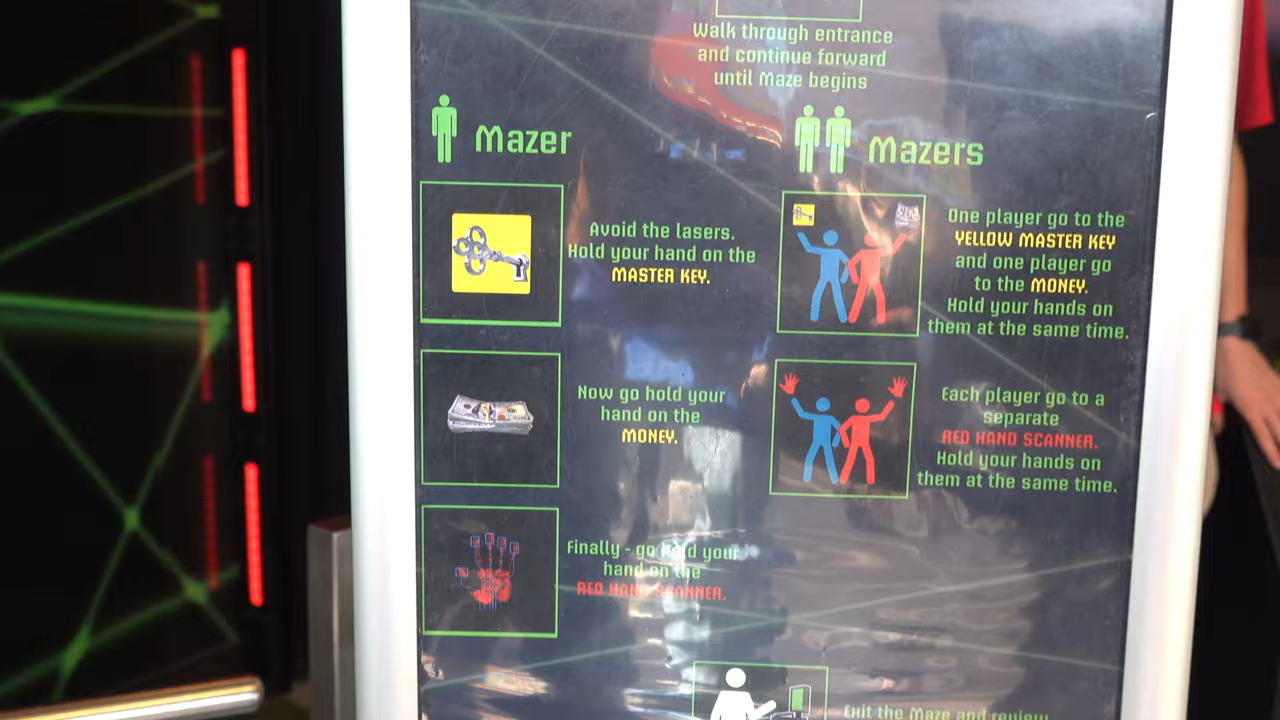 Walk through entrance
and continue forward
until Maze begins
Mazer
Avoid the lasers.
Hold your hand on the
MASTER KEY.
Now go hold your
hand on the
MONEY.
Finally - go hold your
hand on the
RED HAND SCANNER.
Mazers
One player go to the
YELLOW MASTER KEY
and one player go
to the MONEY.
Hold your hands on
them at the same time.
Each player go to a
separate
RED HAND SCANNER.
Hold your hands on
them at the same time.
Exit the Maze and review